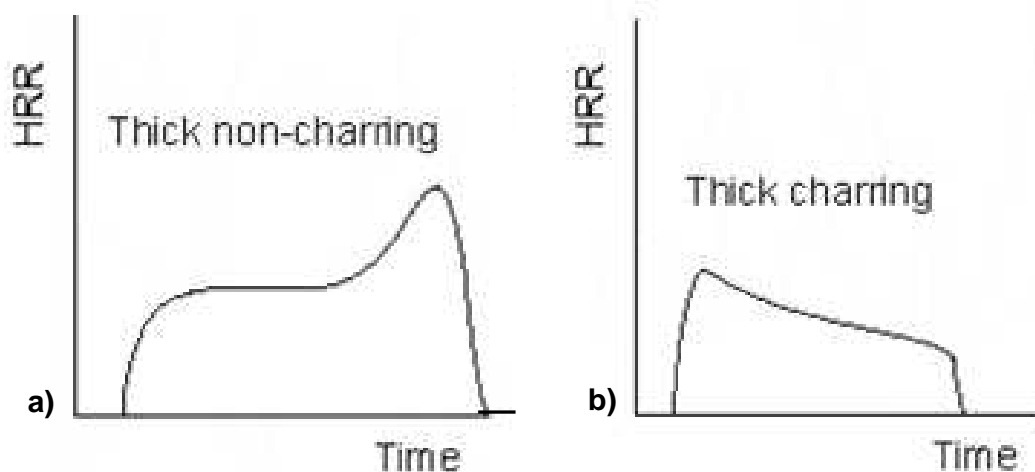 HRR
Thick non-charring
a)
Time
HRR
Thick charring
b)
Time